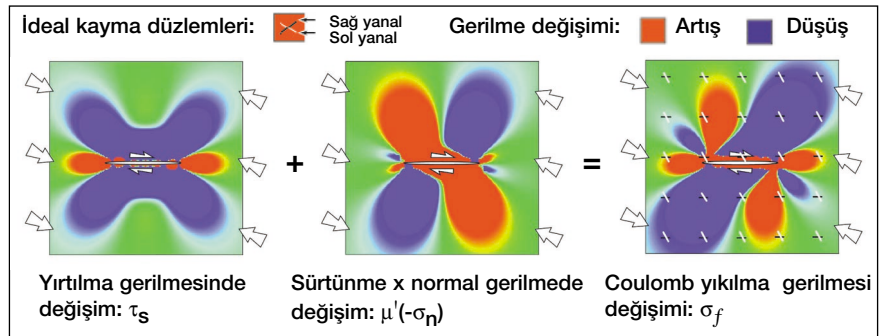 İdeal kayma düzlemleri:
Sağ yanal
Sol yanal
Gerilme değişimi:
Artış
Düşüş
+
=
Yırtılma gerilmesinde
değişim: τs
Sürtünme x normal gerilmede
değişim: μ'(-σn)
Coulomb yıkılma gerilmesi
değişimi: σf